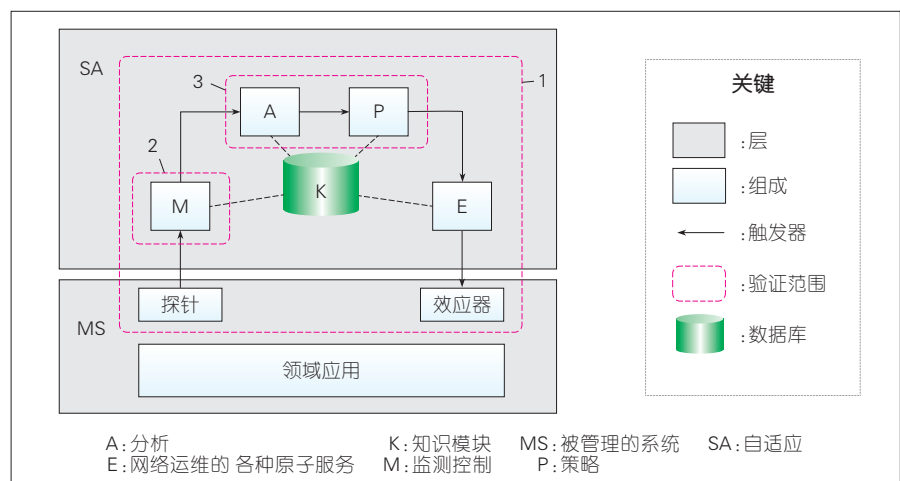 SA
3
1
A
P
2
M
K
E
探针
效应器
MS
领域应用
关键
:层
:组成
:触发器
:验证范围
:数据库
A:分析 K:知识模块 MS:被管理的系统 SA:自适应
E:网络运维的 各种原子服务 M:监测控制 P:策略